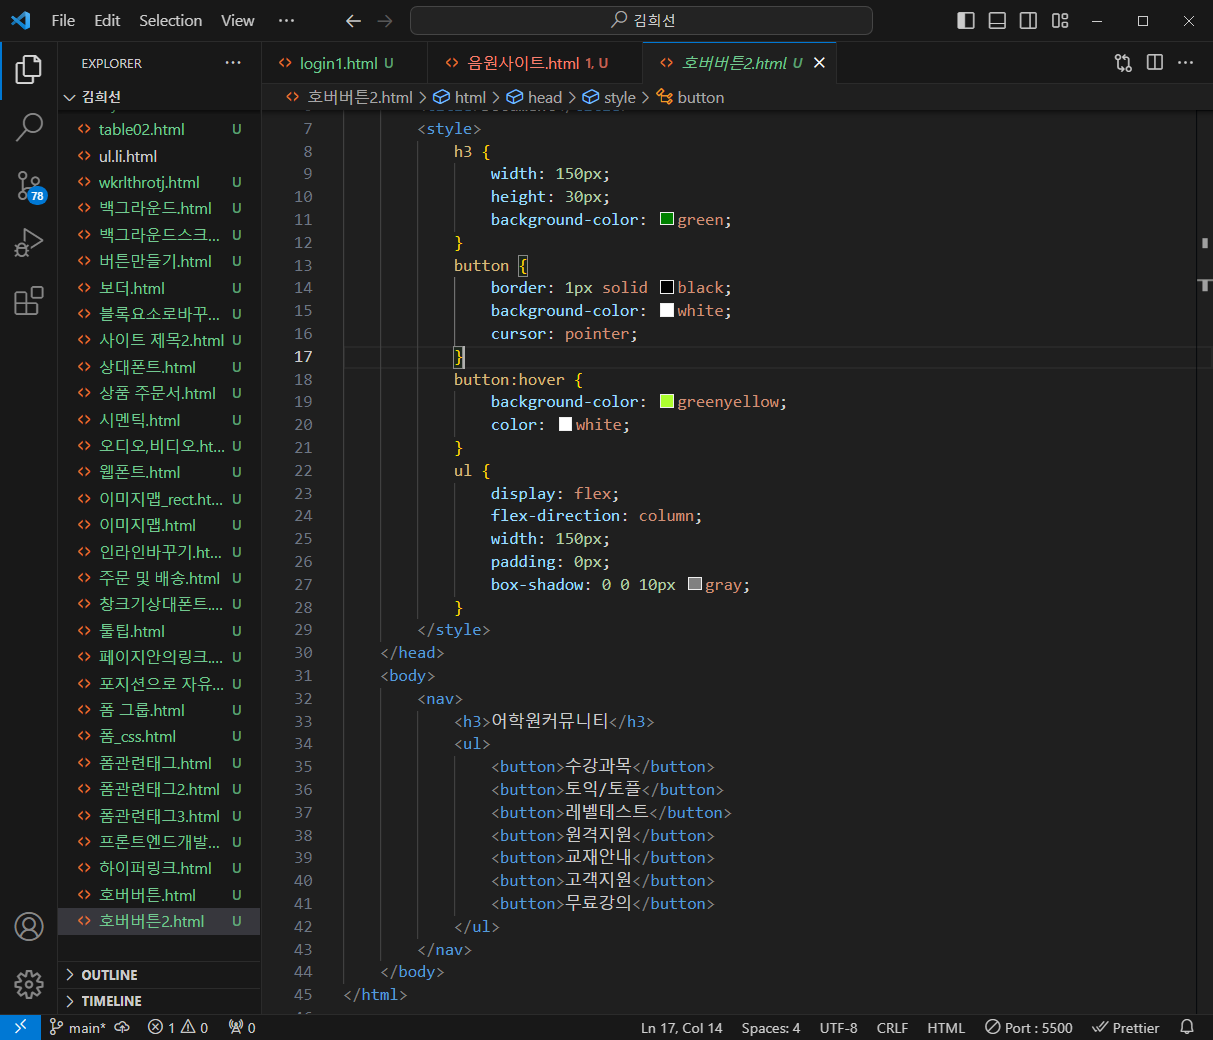 File Edit Selection View ··· 김희선
EXPLORER ···
login1.html U 음원사이트.html 1, U 호버버튼2.html U
호버버튼2.html > html > head > style > button
김희선
table02.html U
ul.li.html
wkrlthrotj.html U
백그라운드.html U
백그라운드스크... U
버튼만들기.html U
보더.html U
블록요소로바꾸... U
사이트 제목2.html U
상대폰트.html U
상품 주문서.html U
시멘틱.html U
오디오,비디오.ht... U
웹폰트.html U
이미지맵_rect.ht... U
이미지맵.html U
인라인바꾸기.ht... U
주문 및 배송.html U
창크기상대폰트.... U
툴팁.html U
페이지안의링크.... U
포지션으로 자유... U
폼 그룹.html U
폼_css.html U
폼관련태그.html U
폼관련태그2.html U
폼관련태그3.html U
프론트엔드개발... U
하이퍼링크.html U
호버버튼.html U
호버버튼2.html U
OUTLINE
TIMELINE
78
7 <style>
8 h3 {
9 width: 150px;
10 height: 30px;
11 background-color: green;
12 }
13 button {
14 border: 1px solid black;
15 background-color: white;
16 cursor: pointer;
17 }
18 button:hover {
19 background-color: greenyellow;
20 color: white;
21 }
22 ul {
23 display: flex;
24 flex-direction: column;
25 width: 150px;
26 padding: 0px;
27 box-shadow: 0 0 10px gray;
28 }
29 </style>
30 </head>
31 <body>
32 <nav>
33 <h3>어학원커뮤니티</h3>
34 <ul>
35 <button>수강과목</button>
36 <button>토익/토플</button>
37 <button>레벨테스트</button>
38 <button>원격지원</button>
39 <button>교재안내</button>
40 <button>고객지원</button>
41 <button>무료강의</button>
42 </ul>
43 </nav>
44 </body>
45 </html>
main* 1 0 0 Ln 17, Col 14 Spaces: 4 UTF-8 CRLF HTML Port : 5500 Prettier